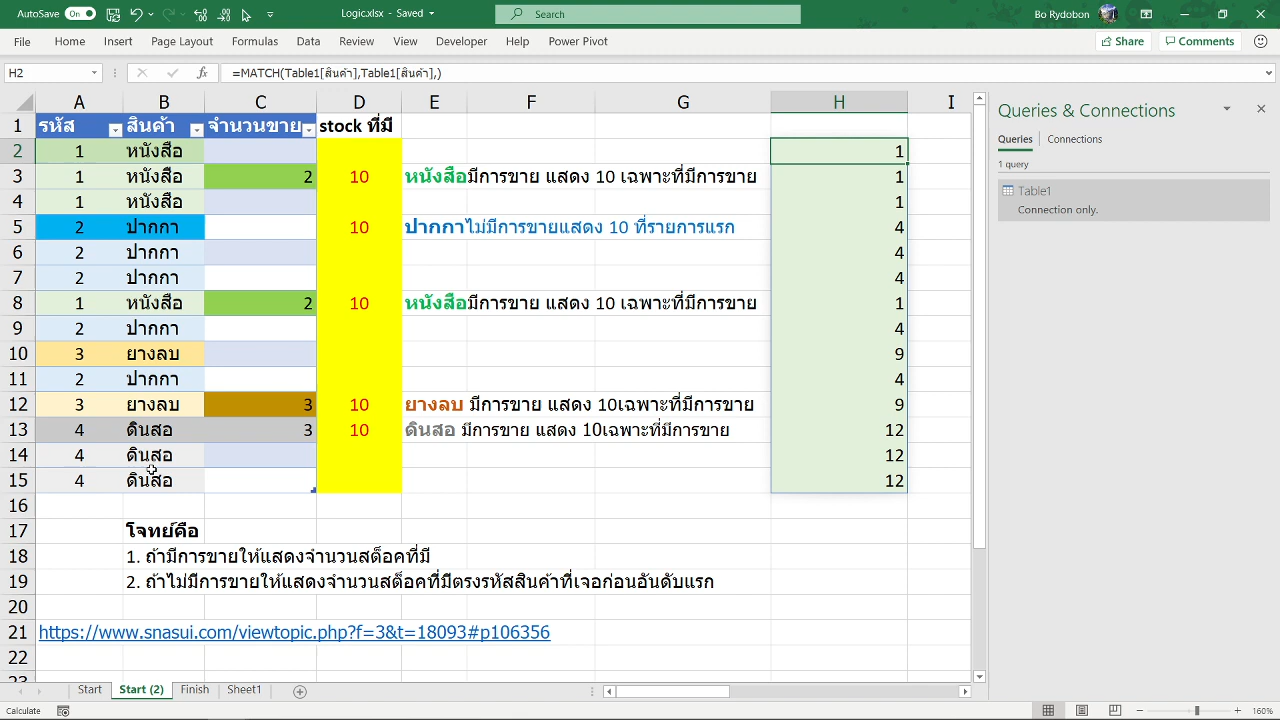 AutoSave On Logic.xlsx - Saved Search Bo Rydobon
File Home Insert Page Layout Formulas Data Review View Developer Help Power Pivot Share Comments
H2 fx =MATCH(Table1[สินค้า],Table1[สินค้า],)
A B C D E F G H I
1 รหัส สินค้า จำนวนขาย stock ที่มี
2 1 หนังสือ 1
3 1 หนังสือ 2 10 หนังสือมีการขาย แสดง 10 เฉพาะที่มีการขาย 1
4 1 หนังสือ 1
5 2 ปากกา 10 ปากกาไม่มีการขายแสดง 10 ที่รายการแรก 4
6 2 ปากกา 4
7 2 ปากกา 4
8 1 หนังสือ 2 10 หนังสือมีการขาย แสดง 10 เฉพาะที่มีการขาย 1
9 2 ปากกา 4
10 3 ยางลบ 9
11 2 ปากกา 4
12 3 ยางลบ 3 10 ยางลบ มีการขาย แสดง 10เฉพาะที่มีการขาย 9
13 4 ดินสอ 3 10 ดินสอ มีการขาย แสดง 10เฉพาะที่มีการขาย 12
14 4 ดินสอ 12
15 4 ดินสอ 12
16
17 โจทย์คือ
18 1. ถ้ามีการขายให้แสดงจำนวนสต็อคที่มี
19 2. ถ้าไม่มีการขายให้แสดงจำนวนสต็อคที่มีตรงรหัสสินค้าที่เจอก่อนอันดับแรก
20
21 https://www.snasui.com/viewtopic.php?f=3&t=18093#p106356
22
Queries & Connections
Queries Connections
1 query
Table1
Connection only.
Start Start (2) Finish Sheet1
Calculate 160%